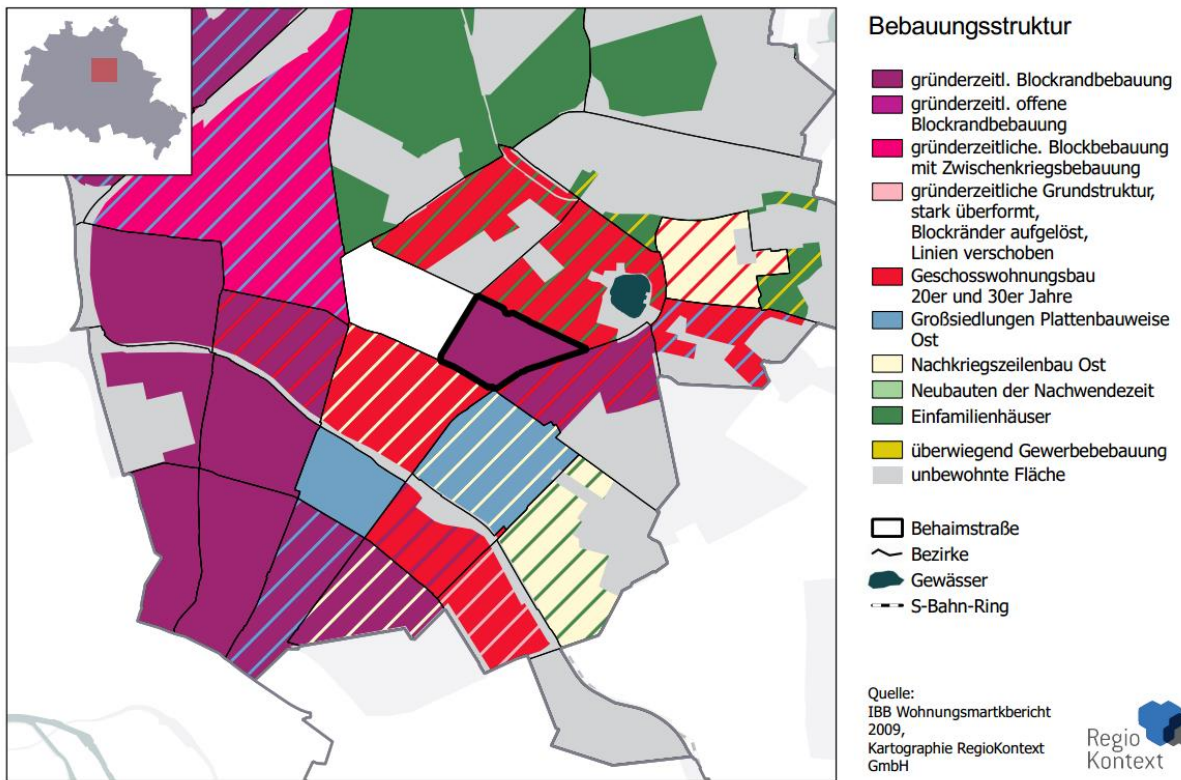 Bebauungsstruktur
gründerzeitl. Blockrandbebauung
gründerzeitl. offene
Blockrandbebauung
gründerzeitliche. Blockbebauung
mit Zwischenkriegsbebauung
gründerzeitliche Grundstruktur,
stark überformt,
Blockränder aufgelöst,
Linien verschoben
Geschosswohnungsbau
20er und 30er Jahre
Großsiedlungen Plattenbauweise
Ost
Nachkriegszeilenbau Ost
Neubauten der Nachwendezeit
Einfamilienhäuser
überwiegend Gewerbebebauung
unbewohnte Fläche
Behaimstraße
Bezirke
Gewässer
S-Bahn-Ring
Quelle:
IBB Wohnungsmartkbericht
2009,
Kartographie RegioKontext
GmbH
Regio
Kontext